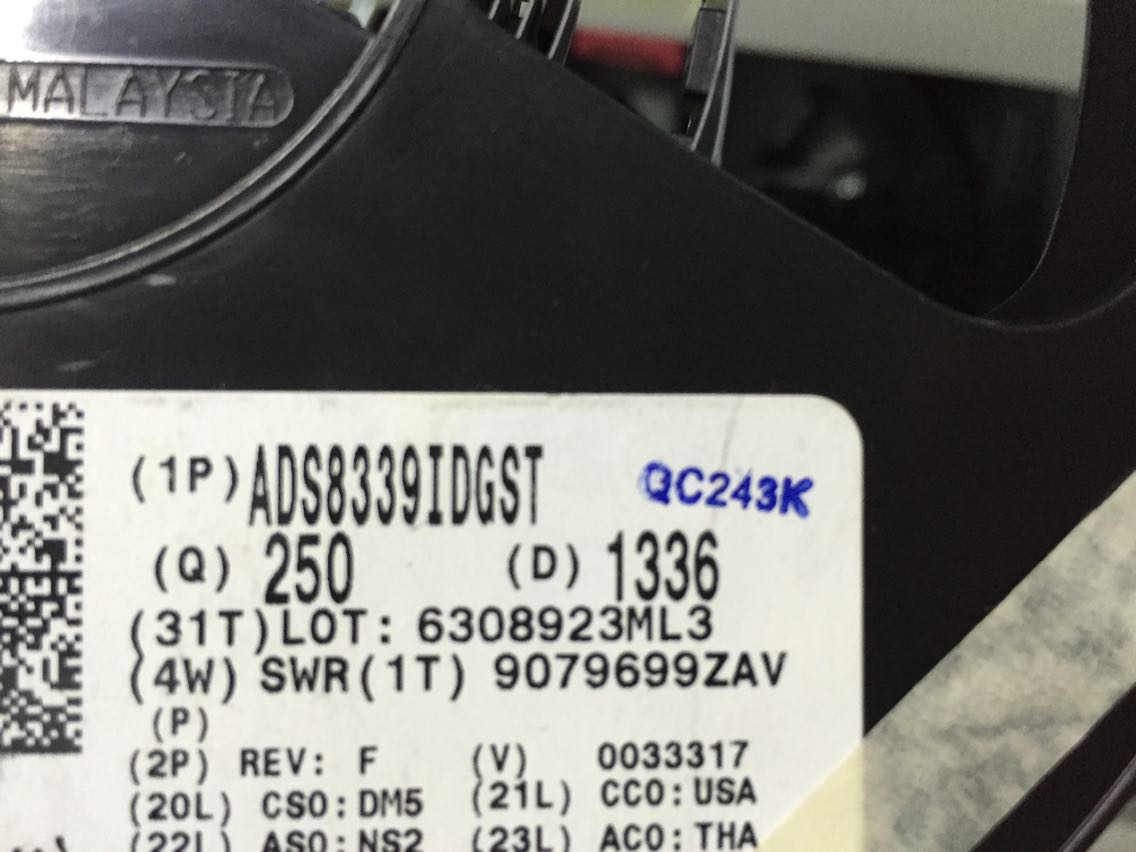 MALAYSIA
(1P) ADS8339IDGST QC243K
(Q) 250 (D) 1336
(31T)LOT: 6308923ML3
(4W) SWR(1T) 9079699ZAV
(P)
(2P) REV: F (V) 0033317
(20L) CSO:DM5 (21L) CCO:USA
(22L) ASO:NS2 (23L) ACO:THA